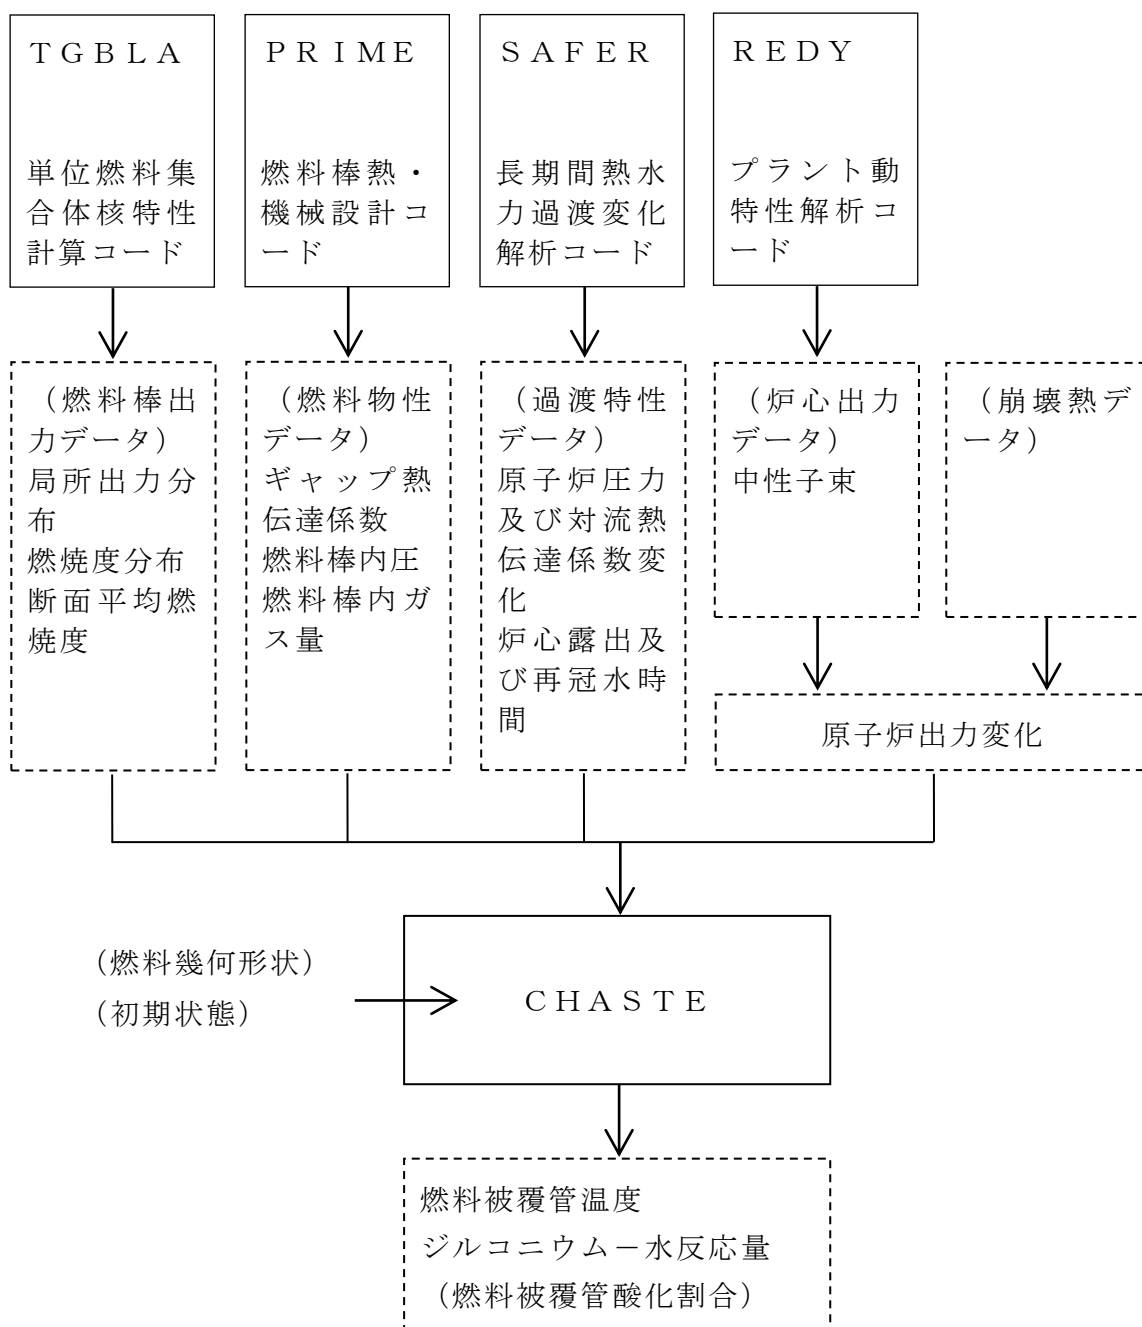 ＴＧＢＬＡ
単位燃料集
合体核特性
計算コード
ＰＲＩＭＥ
燃料棒熱・
機械設計コ
ード
ＳＡＦＥＲ
長期間熱水
力過渡変化
解析コード
ＲＥＤＹ
プラント動
特性解析コ
ード
（燃料棒出
力データ）
局所出力分
布
燃焼度分布
断面平均燃
焼度
（燃料物性
データ）
ギャップ熱
伝達係数
燃料棒内圧
燃料棒内ガ
ス量
（過渡特性
データ）
原子炉圧力
及び対流熱
伝達係数変
化
炉心露出及
び再冠水時
間
（炉心出力
データ）
中性子束
（崩壊熱デ
ータ）
原子炉出力変化
（燃料幾何形状）
（初期状態）
ＣＨＡＳＴＥ
燃料被覆管温度
ジルコニウム－水反応量
（燃料被覆管酸化割合）